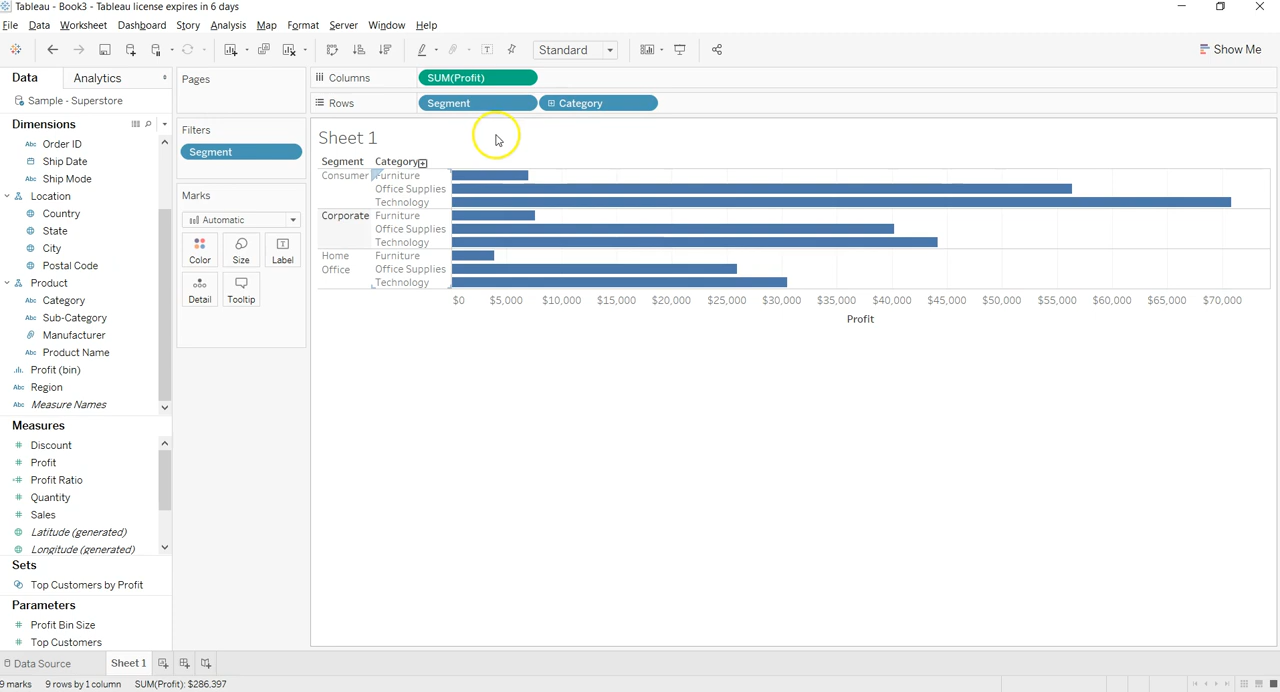 Tableau - Book3 - Tableau license expires in 6 days
File Data Worksheet Dashboard Story Analysis Map Format Server Window Help
Standard
Show Me
Data Analytics
Sample - Superstore
Dimensions
Abc Order ID
Ship Date
Abc Ship Mode
Location
Country
State
City
Postal Code
Product
Abc Category
Abc Sub-Category
Manufacturer
Abc Product Name
Profit (bin)
Abc Region
Abc Measure Names
Measures
# Discount
# Profit
=# Profit Ratio
# Quantity
# Sales
Latitude (generated)
Longitude (generated)
Sets
Top Customers by Profit
Parameters
# Profit Bin Size
# Top Customers
Pages
Filters
Segment
Marks
Automatic
Color Size Label
Detail Tooltip
Columns SUM(Profit)
Rows Segment Category
Sheet 1
Segment Category
Consumer Furniture
Office Supplies
Technology
Corporate Furniture
Office Supplies
Technology
Home Office Furniture
Office Supplies
Technology
$0 $5,000 $10,000 $15,000 $20,000 $25,000 $30,000 $35,000 $40,000 $45,000 $50,000 $55,000 $60,000 $65,000 $70,000
Profit
Data Source Sheet 1
9 marks 9 rows by 1 column SUM(Profit): $286,397